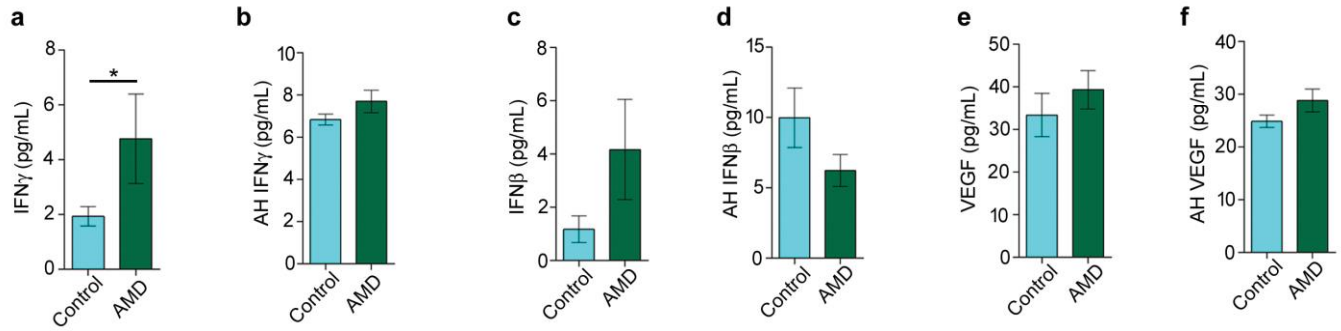 a
IFNγ (pg/mL)
8
6
4
2
0
*
Control
AMD
b
AH IFNγ (pg/mL)
10
8
6
4
2
0
Control
AMD
c
IFNβ (pg/mL)
8
6
4
2
0
Control
AMD
d
AH IFNβ (pg/mL)
15
10
5
0
Control
AMD
e
VEGF (pg/mL)
50
40
30
20
10
0
Control
AMD
f
AH VEGF (pg/mL)
40
30
20
10
0
Control
AMD